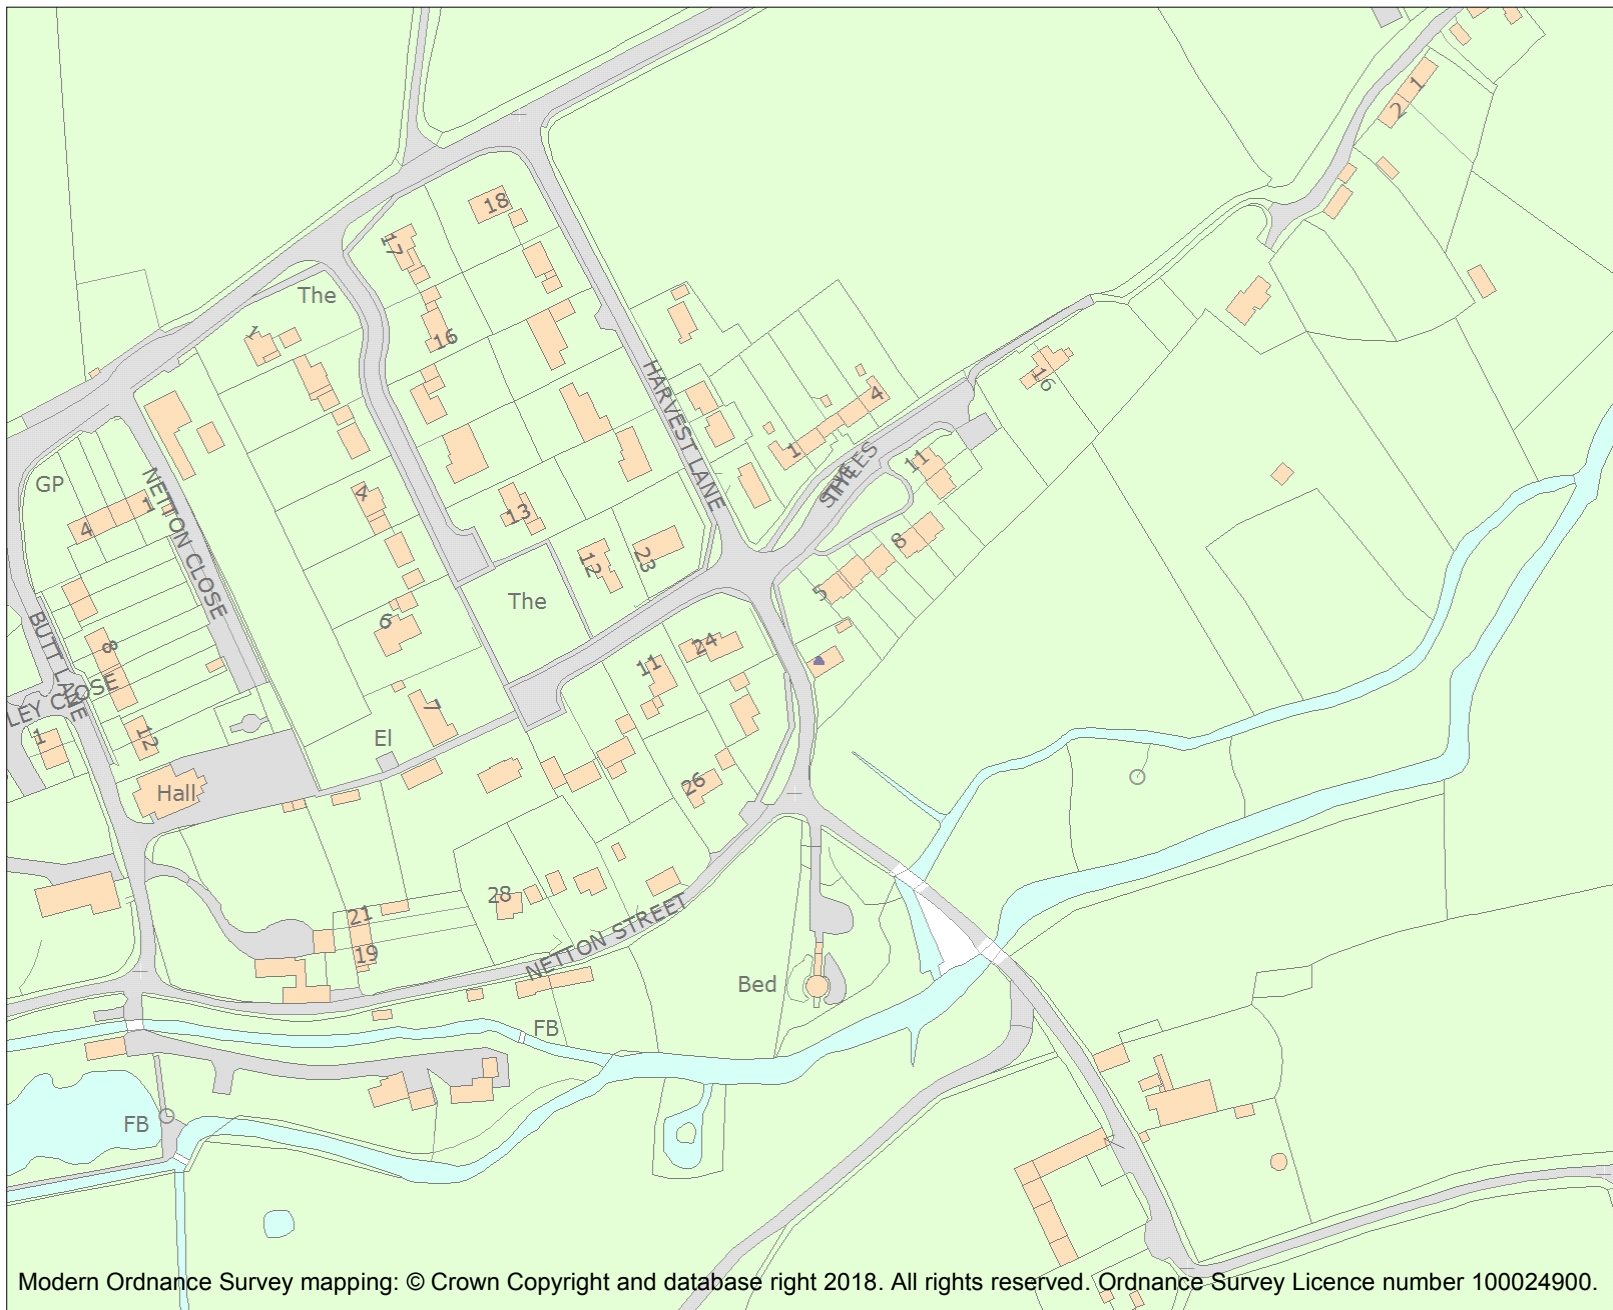 1
2
18
17
The
16
1
HARVEST LANE
16
4
1
THE
STILES
11
GP
NETTON CLOSE
4
1
4
13
8
12
23
5
The
6
BUTT LANE
8
24
11
LEY CLOSE
7
12
1
El
26
Hall
28
21
19
NETTON STREET
Bed
FB
FB
Modern Ordnance Survey mapping: © Crown Copyright and database right 2018. All rights reserved. Ordnance Survey Licence number 100024900.